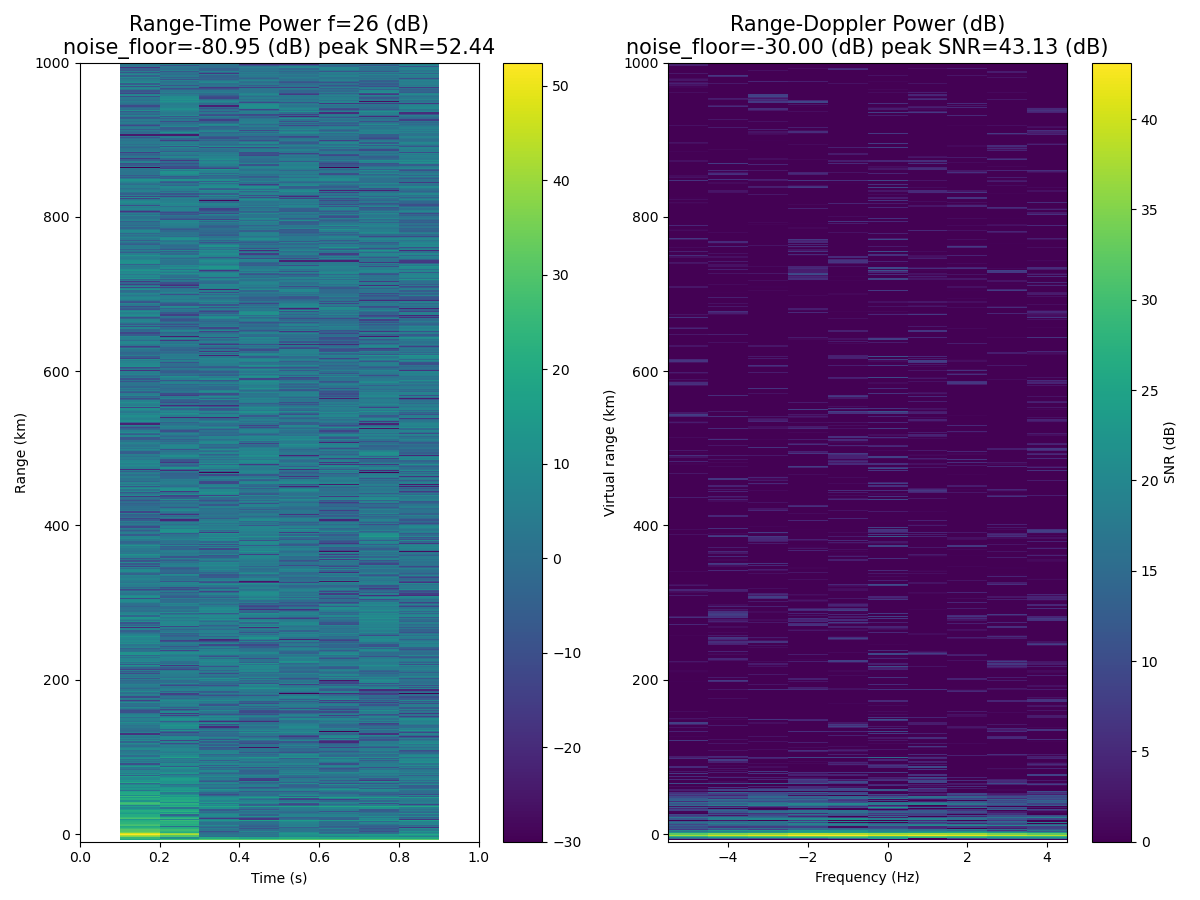 Range-Time Power f=26 (dB)
noise_floor=-80.95 (dB) peak SNR=52.44
Range (km)
1000
800
600
400
200
0
0.0 0.2 0.4 0.6 0.8 1.0
Time (s)
50
40
30
20
10
0
−10
−20
−30
Range-Doppler Power (dB)
noise_floor=-30.00 (dB) peak SNR=43.13 (dB)
Virtual range (km)
1000
800
600
400
200
0
−4 −2 0 2 4
Frequency (Hz)
40
35
30
25
20
15
10
5
0
SNR (dB)